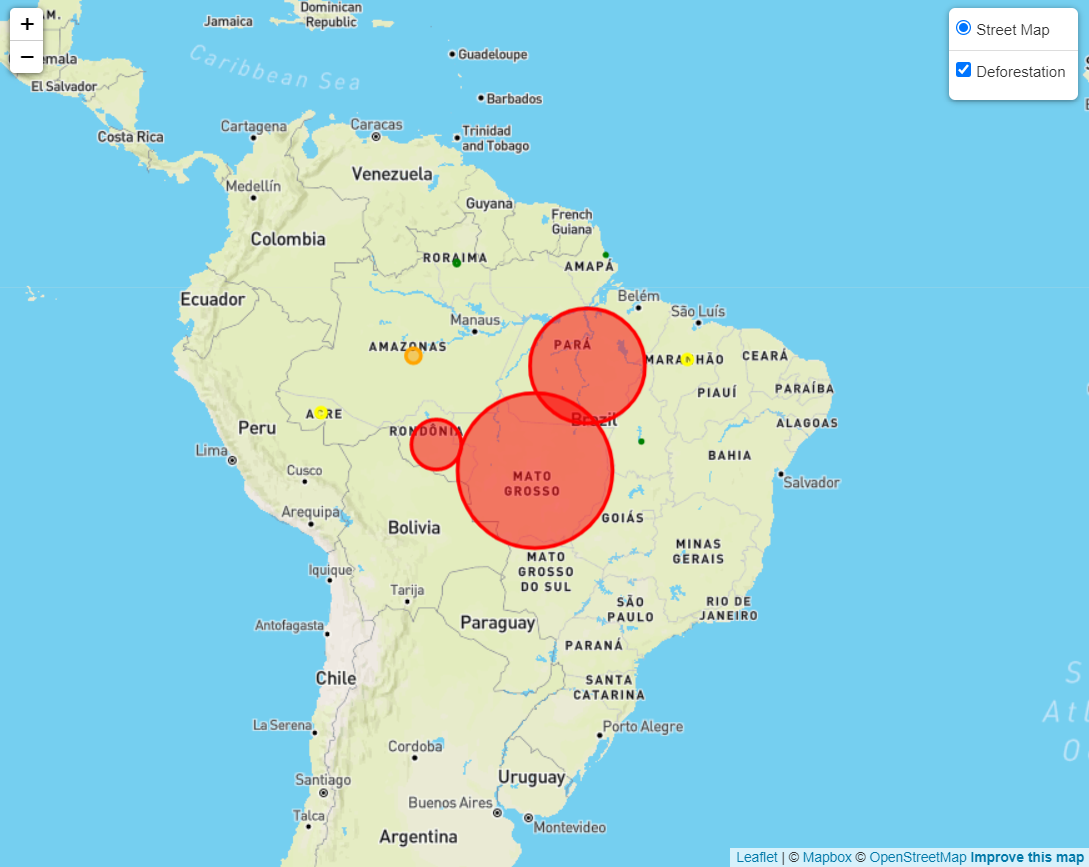 +
−
Street Map
Deforestation
Jamaica
Dominican
Republic
Guadeloupe
El Salvador
Caribbean Sea
Barbados
Costa Rica
Cartagena
Caracas
Trinidad
and Tobago
Venezuela
Medellín
Guyana
French
Guiana
Colombia
RORAIMA
AMAPÁ
Ecuador
Belém
São Luís
Manaus
AMAZONAS
PARÁ
MARANHÃO
CEARÁ
PIAUÍ
PARAÍBA
ACRE
Brazil
ALAGOAS
Peru
RONDÔNIA
Lima
BAHIA
Cusco
MATO
GROSSO
Salvador
Arequipa
GOIÁS
Bolivia
MINAS
GERAIS
MATO
GROSSO
DO SUL
Iquique
Tarija
SÃO
PAULO
RIO DE
JANEIRO
Antofagasta
Paraguay
PARANÁ
Chile
SANTA
CATARINA
La Serena
Porto Alegre
Cordoba
Santiago
Uruguay
Buenos Aires
Talca
Montevideo
Argentina
Leaflet | © Mapbox © OpenStreetMap Improve this map